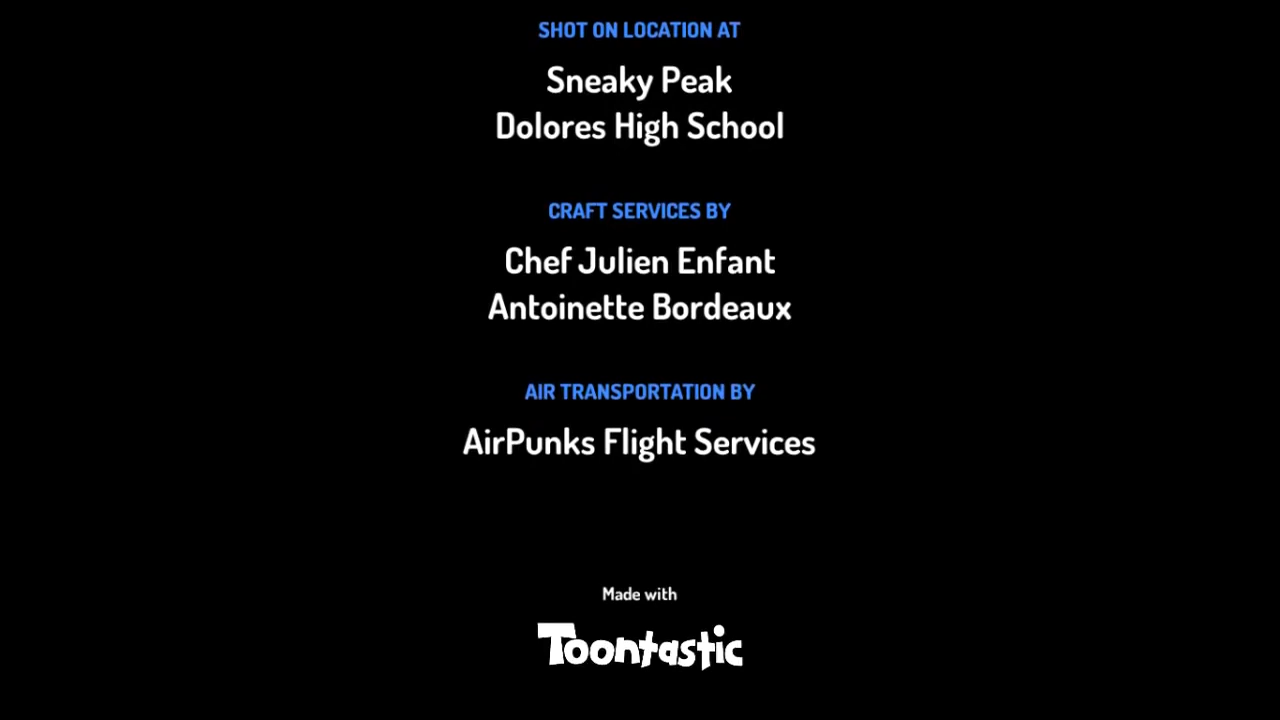 SHOT ON LOCATION AT
Sneaky Peak
Dolores High School
CRAFT SERVICES BY
Chef Julien Enfant
Antoinette Bordeaux
AIR TRANSPORTATION BY
AirPunks Flight Services
Made with
Toontastic